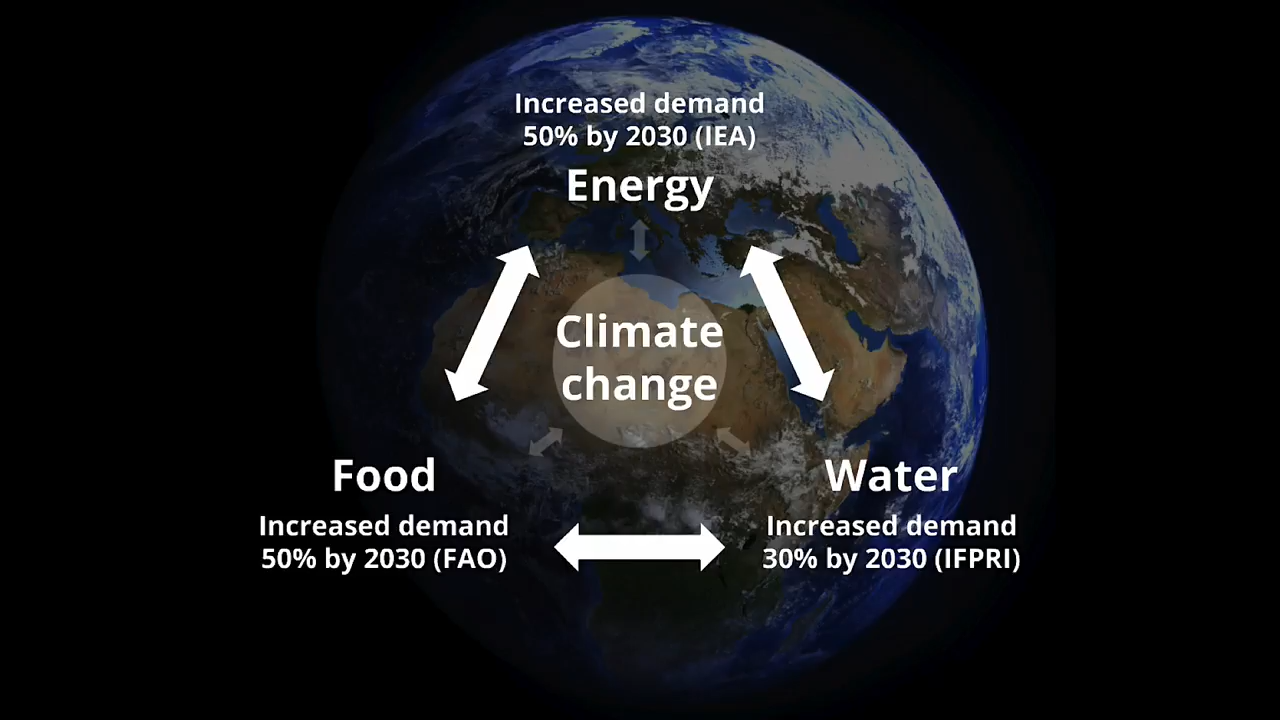 Increased demand
50% by 2030 (IEA)
Energy
Climate
change
Food
Increased demand
50% by 2030 (FAO)
Water
Increased demand
30% by 2030 (IFPRI)